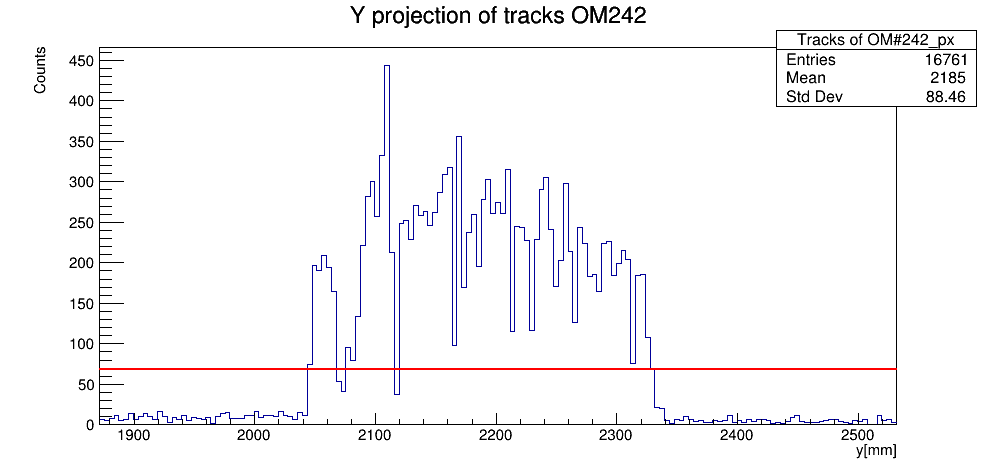 Y projection of tracks OM242
Tracks of OM#242_px
Entries 16761
Mean 2185
Std Dev 88.46
Counts
450
400
350
300
250
200
150
100
50
0
1900 2000 2100 2200 2300 2400 2500
y[mm]